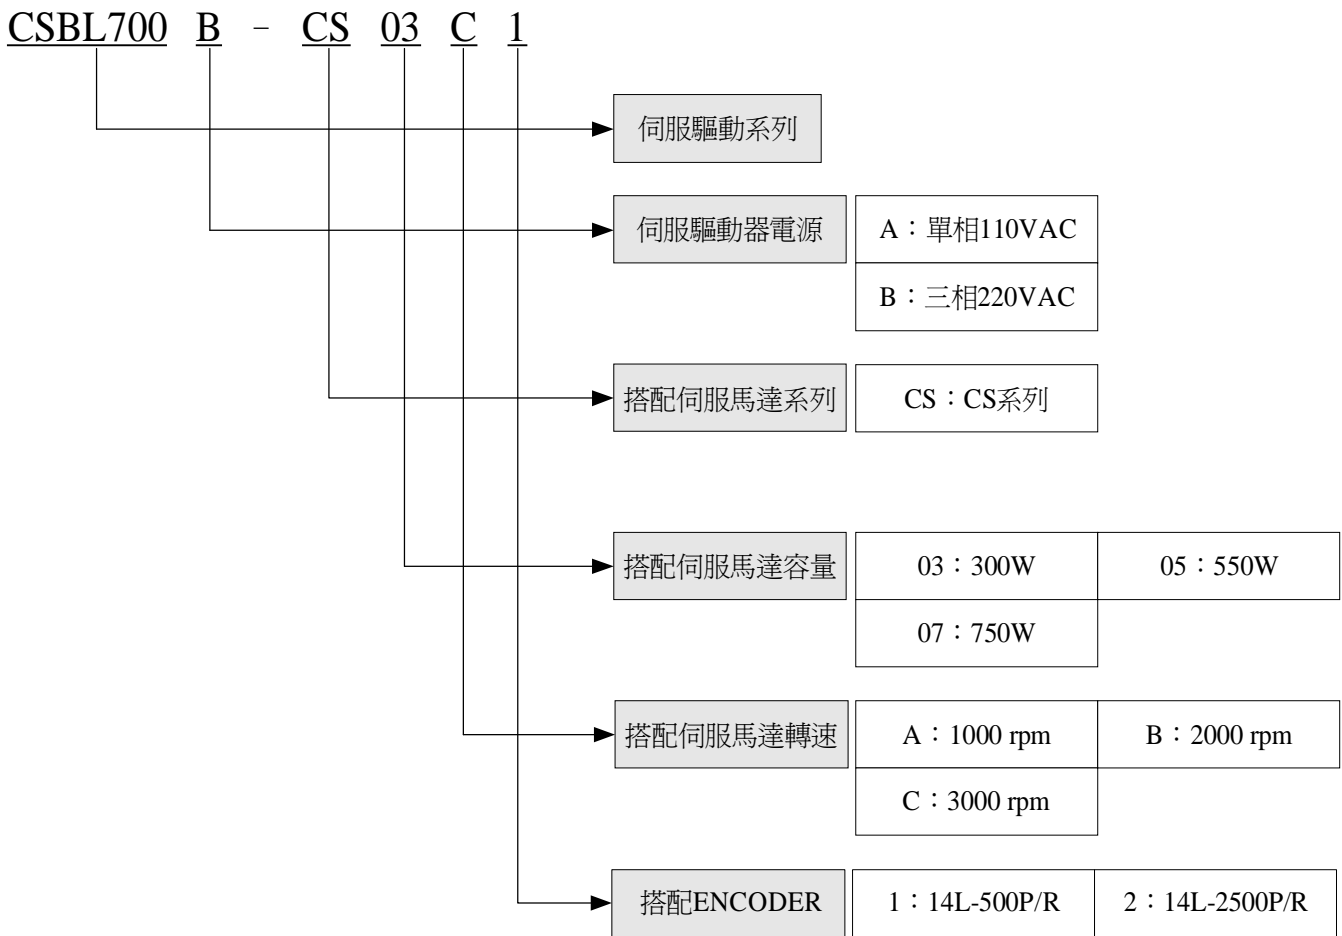 CSBL700 B - CS 03 C 1
伺服驅動系列
伺服驅動器電源 A：單相110VAC
B：三相220VAC
搭配伺服馬達系列 CS：CS系列
搭配伺服馬達容量 03：300W 05：550W
07：750W
搭配伺服馬達轉速 A：1000 rpm B：2000 rpm
C：3000 rpm
搭配ENCODER 1：14L-500P/R 2：14L-2500P/R